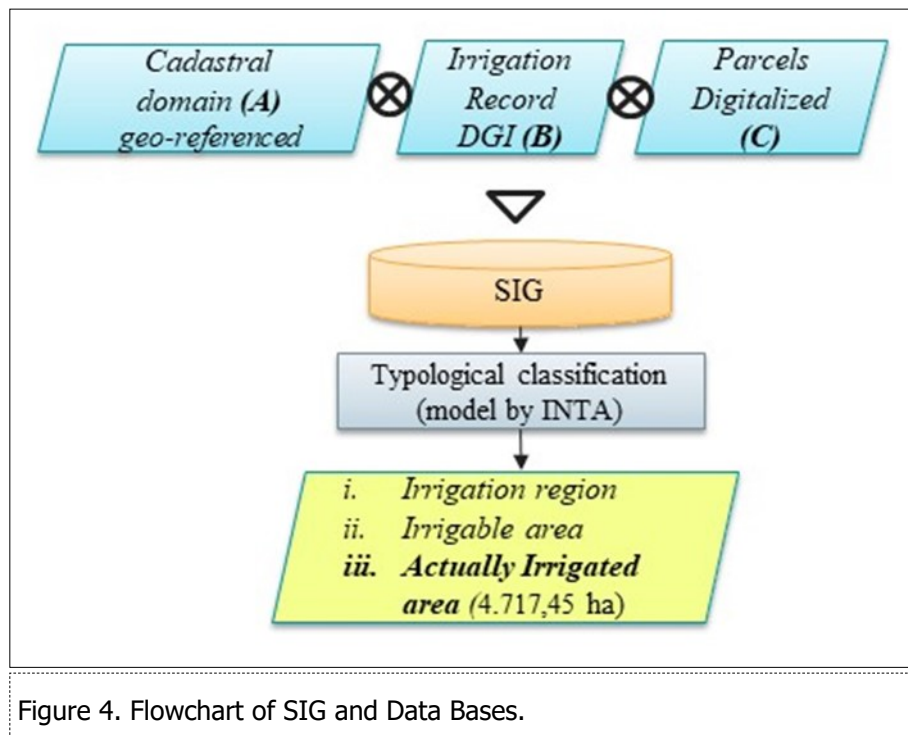 Cadastral
domain (A)
geo-referenced
Irrigation
Record
DGI (B)
Parcels
Digitalized
(C)
SIG
Typological classification
(model by INTA)
i. Irrigation region
ii. Irrigable area
iii. Actually Irrigated
area (4.717,45 ha)
Figure 4. Flowchart of SIG and Data Bases.